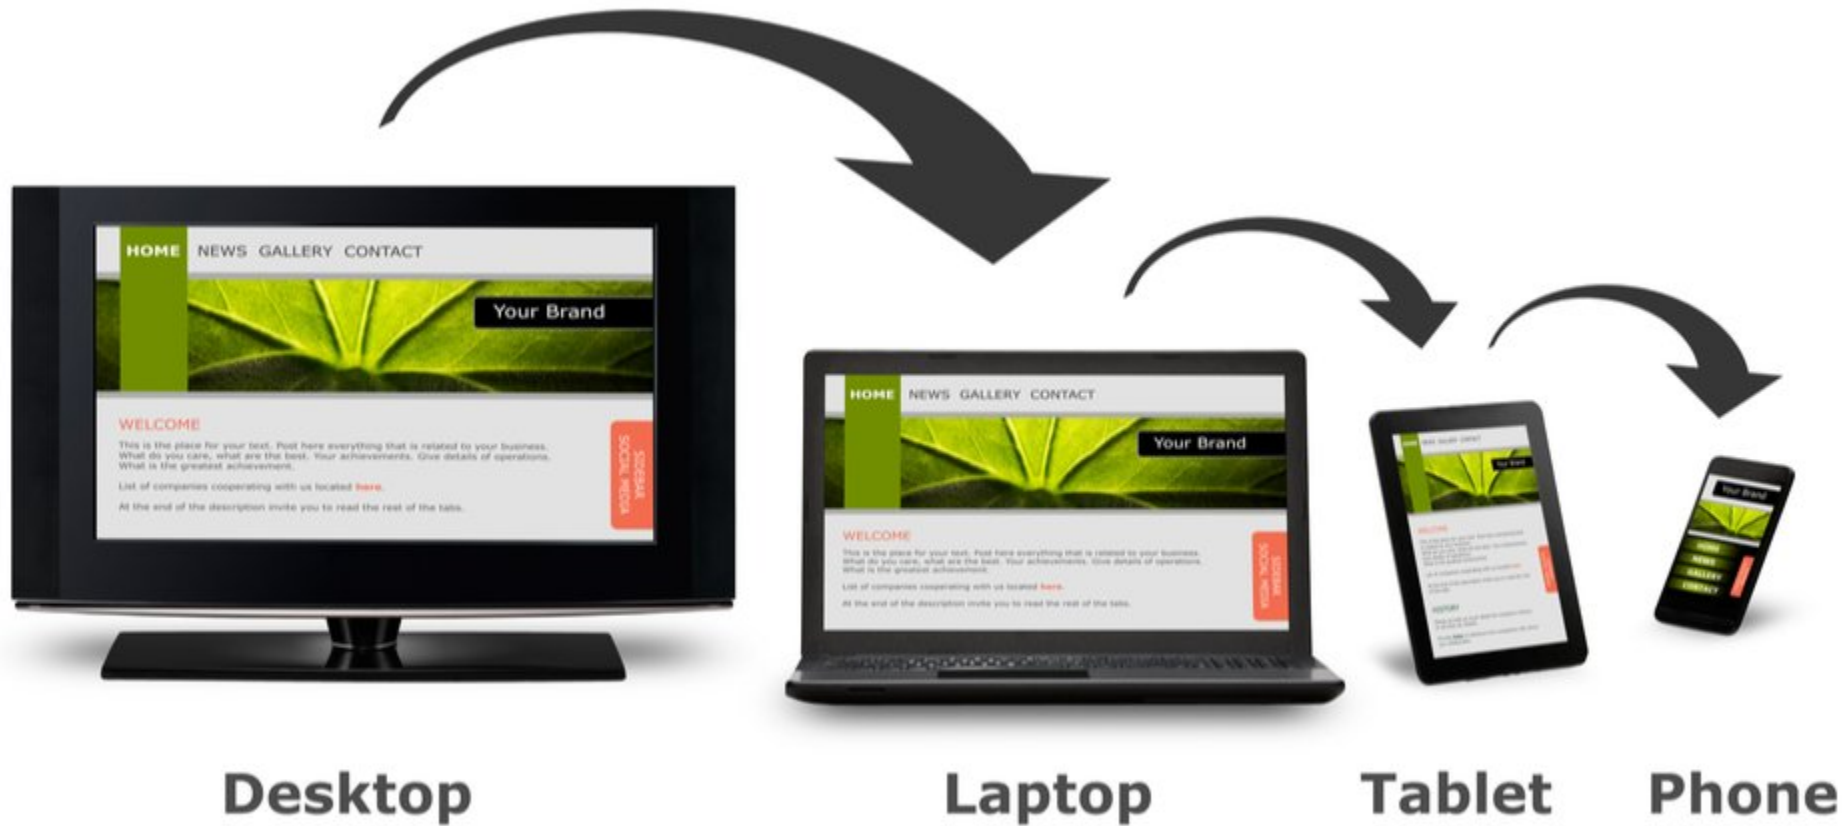 HOME NEWS GALLERY CONTACT
Your Brand
WELCOME
This is the place for your text. Post here everything that is related to your business.
What do you care, what are the best. Your achievements. Give details of operations.
What is the greatest achievement.
List of companies cooperating with us located here.
At the end of the description invite you to read the rest of the tabs.
SIDEBAR
SOCIAL MEDIA
HOME NEWS GALLERY CONTACT
Your Brand
WELCOME
This is the place for your text. Post here everything that is related to your business.
What do you care, what are the best. Your achievements. Give details of operations.
What is the greatest achievement.
List of companies cooperating with us located here.
At the end of the description invite you to read the rest of the tabs.
SIDEBAR
SOCIAL MEDIA
HOME NEWS GALLERY CONTACT
Your Brand
WELCOME
HISTORY
Your Brand
HOME
NEWS
GALLERY
CONTACT
Desktop
Laptop
Tablet
Phone